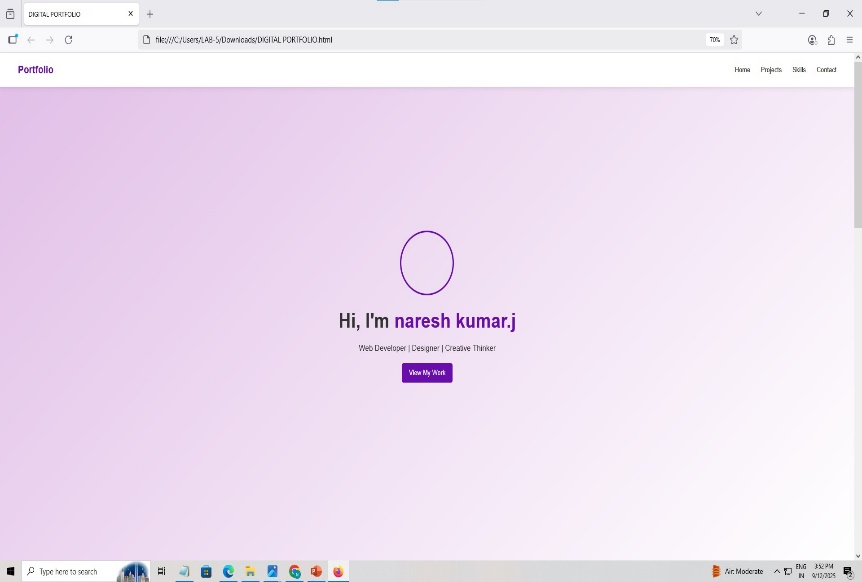 DIGITAL PORTFOLIO
file:///C:/Users/LAB-5/Downloads/DIGITAL PORTFOLIO.html
70%
Portfolio
Home Projects Skills Contact
Hi, I'm naresh kumar.j
Web Developer | Designer | Creative Thinker
View My Work
Type here to search
Air: Moderate
ENG
IN
3:52 PM
9/12/2025